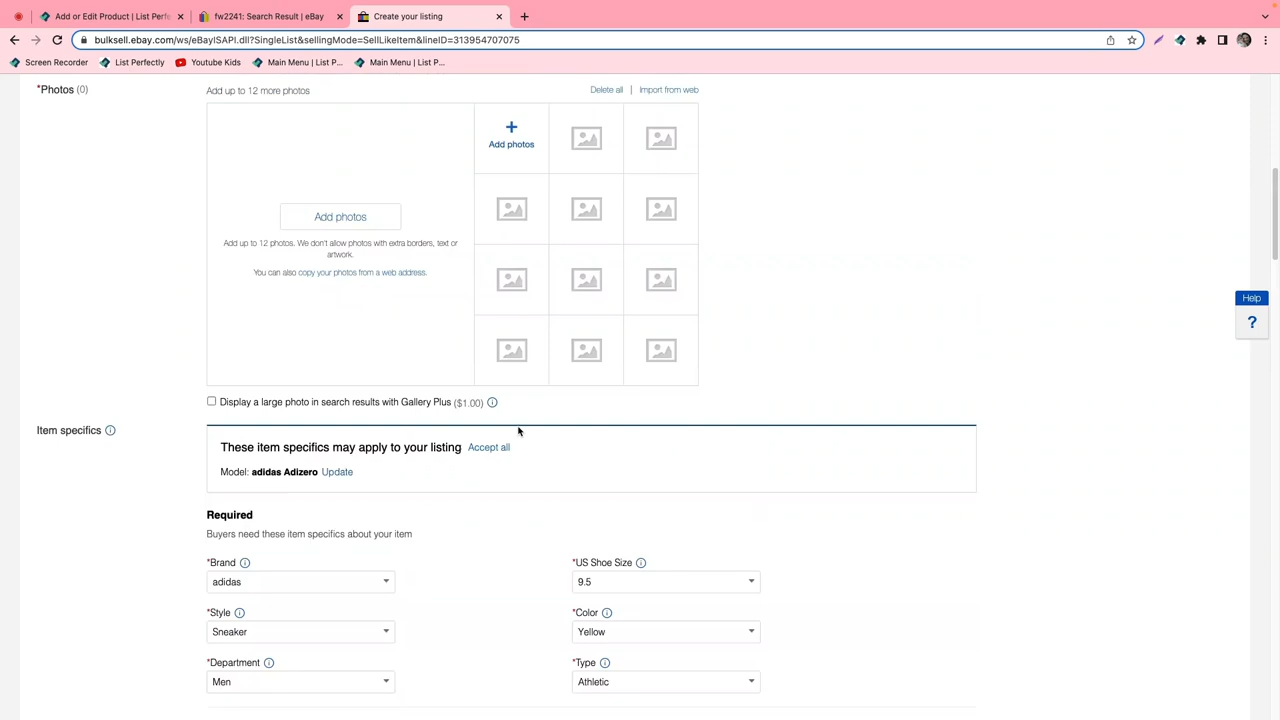 Add or Edit Product | List Perfe
fw2241: Search Result | eBay
Create your listing
bulksell.ebay.com/ws/eBayISAPI.dll?SingleList&sellingMode=SellLikeItem&lineID=313954707075
Screen Recorder
List Perfectly
Youtube Kids
Main Menu | List P...
Main Menu | List P...
*Photos (0)
Add up to 12 more photos
Delete all | Import from web
Add photos
Add photos
Add up to 12 photos. We don't allow photos with extra borders, text or
artwork.
You can also copy your photos from a web address.
Help
?
Display a large photo in search results with Gallery Plus ($1.00)
Item specifics
These item specifics may apply to your listing Accept all
Model: adidas Adizero Update
Required
Buyers need these item specifics about your item
*Brand
*US Shoe Size
adidas
9.5
*Style
*Color
Sneaker
Yellow
*Department
*Type
Men
Athletic